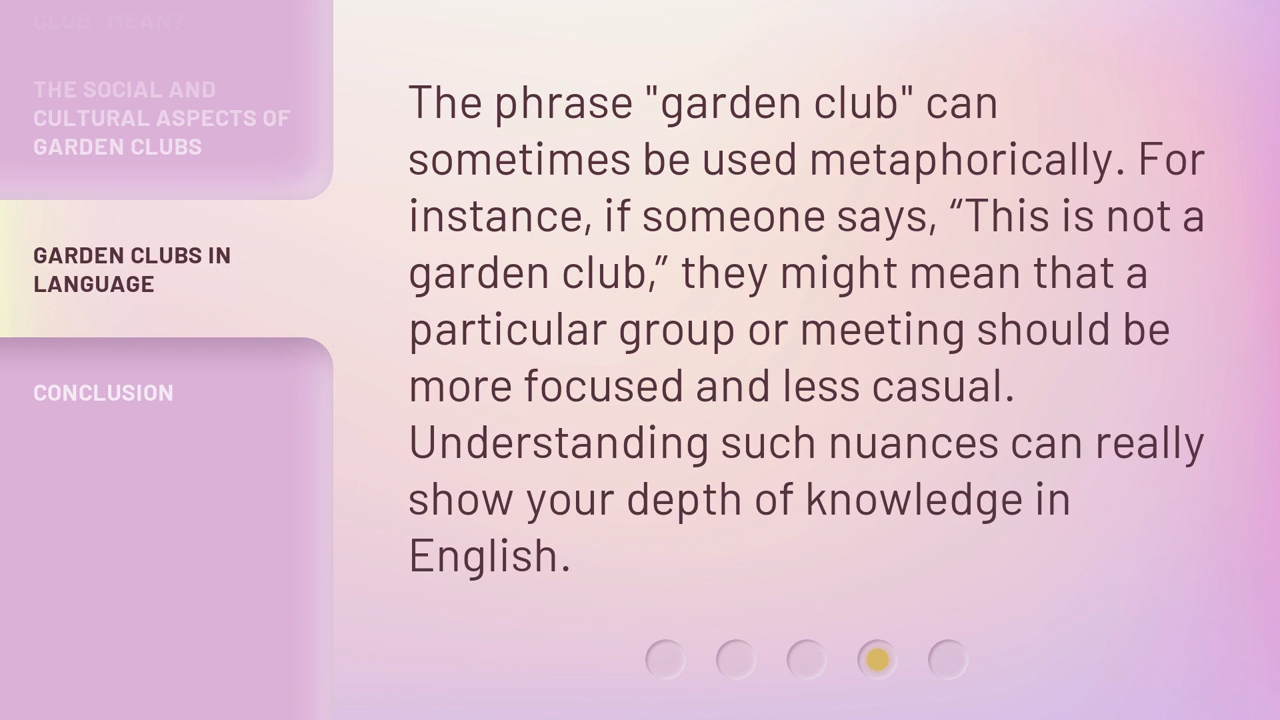 CLUB" MEAN?
THE SOCIAL AND
CULTURAL ASPECTS OF
GARDEN CLUBS
GARDEN CLUBS IN
LANGUAGE
CONCLUSION
The phrase "garden club" can
sometimes be used metaphorically. For
instance, if someone says, “This is not a
garden club,” they might mean that a
particular group or meeting should be
more focused and less casual.
Understanding such nuances can really
show your depth of knowledge in
English.